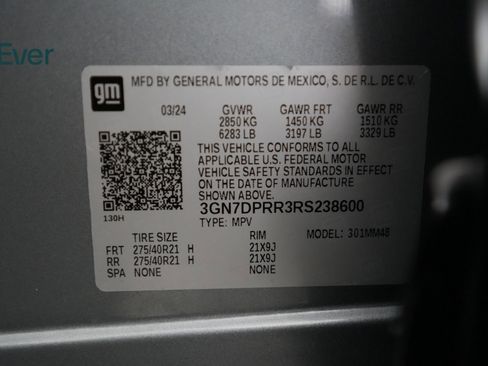 Ever
gm
MFD BY GENERAL MOTORS DE MEXICO, S. DE R.L. DE C.V.
03/24 GVWR GAWR FRT GAWR RR
2850 KG 1450 KG 1510 KG
6283 LB 3197 LB 3329 LB
THIS VEHICLE CONFORMS TO ALL
APPLICABLE U.S. FEDERAL MOTOR
VEHICLE SAFETY STANDARDS IN
EFFECT ON THE DATE OF
MANUFACTURE SHOWN ABOVE.
3GN7DPRR3RS238600
130H TYPE: MPV MODEL: 301MM48
TIRE SIZE RIM
FRT 275/40R21 H 21X9J
RR 275/40R21 H 21X9J
SPA NONE NONE